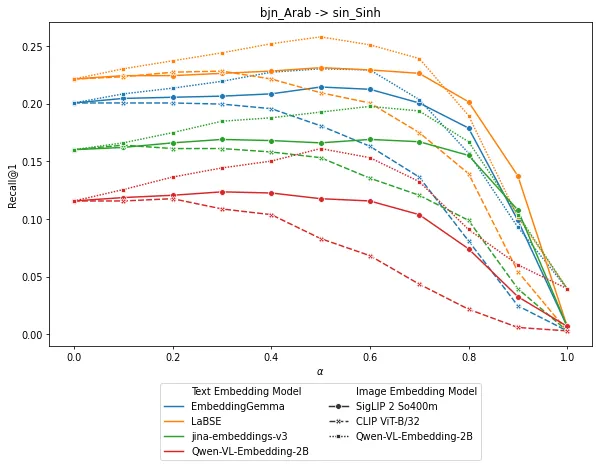 bjn_Arab -> sin_Sinh
Recall@1
0.25
0.20
0.15
0.10
0.05
0.00
0.0 0.2 0.4 0.6 0.8 1.0
α
Text Embedding Model Image Embedding Model
EmbeddingGemma SigLIP 2 So400m
LaBSE CLIP ViT-B/32
jina-embeddings-v3 Qwen-VL-Embedding-2B
Qwen-VL-Embedding-2B